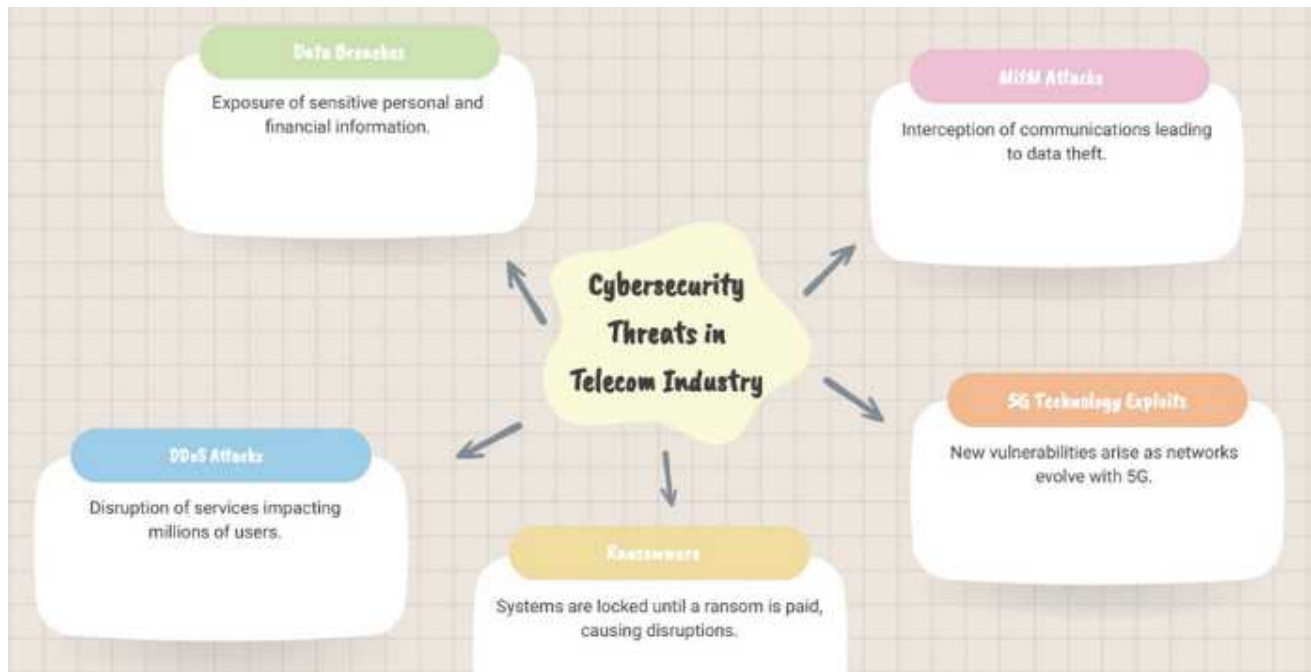 Data Breaches
Exposure of sensitive personal and
financial information.
MitM Attacks
Interception of communications leading
to data theft.
Cybersecurity
Threats in
Telecom Industry
5G Technology Exploits
New vulnerabilities arise as networks
evolve with 5G.
DDoS Attacks
Disruption of services impacting
millions of users.
Ransomware
Systems are locked until a ransom is paid,
causing disruptions.